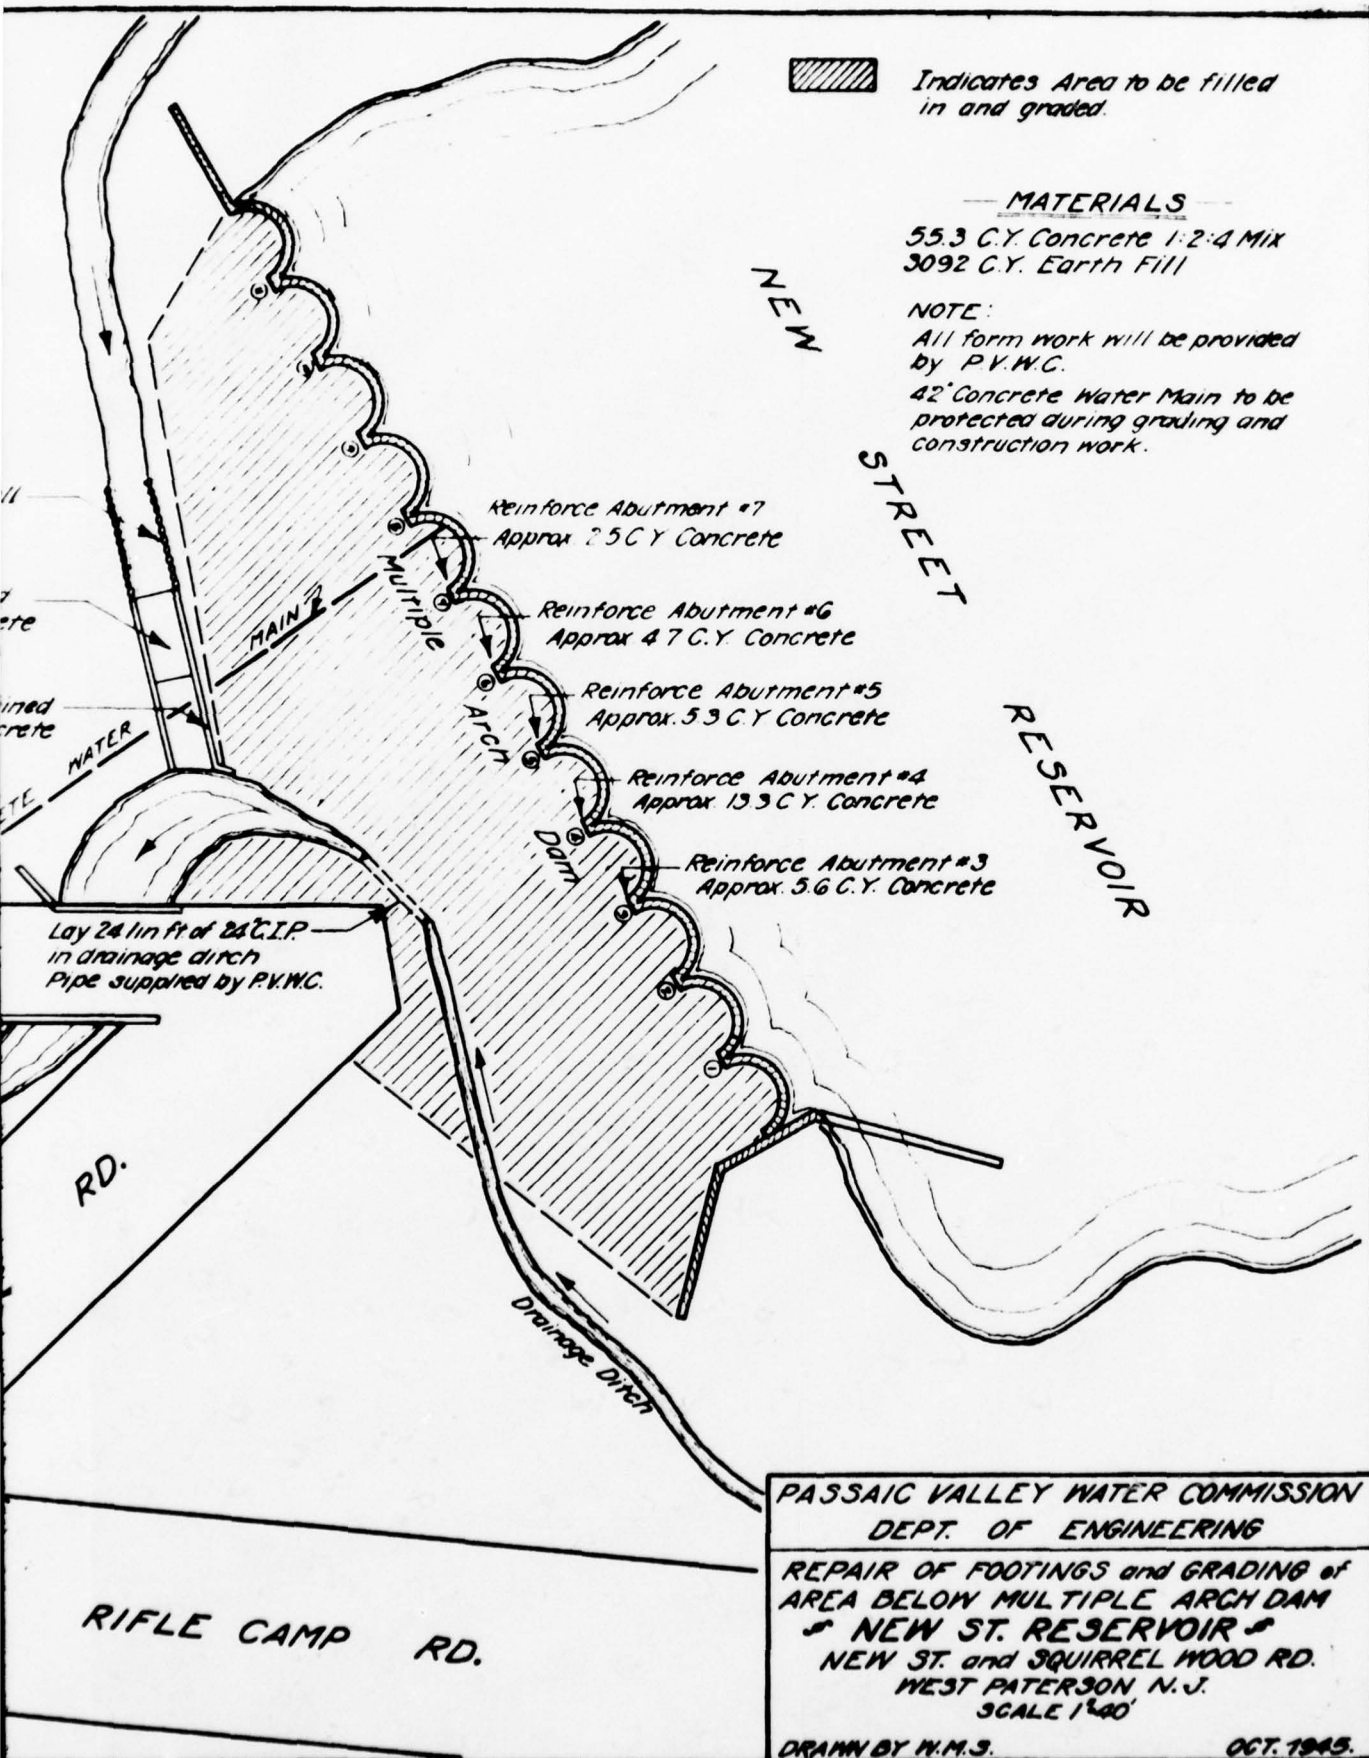 Indicates Area to be filled
in and graded.
MATERIALS
55.3 C.Y. Concrete 1:2:4 Mix
3092 C.Y. Earth Fill
NOTE:
All form work will be provided
by P.V.W.C.
42" Concrete Water Main to be
protected during grading and
construction work.
NEW
STREET
RESERVOIR
Reinforce Abutment #7
Approx 2.5 C Y Concrete
Reinforce Abutment #6
Approx 4.7 C.Y. Concrete
Reinforce Abutment #5
Approx. 5.3 C.Y Concrete
Reinforce Abutment #4
Approx. 13.3 C Y. Concrete
Reinforce Abutment #3
Approx. 5.6 C.Y. Concrete
Multiple
Arch
Dam
MAIN
WATER
ETE
ll
ete
ined
crete
Lay 24 lin ft of 24" C.I.P.
in drainage ditch
Pipe supplied by P.V.W.C.
RD.
Drainage Ditch
RIFLE CAMP RD.
PASSAIC VALLEY WATER COMMISSION
DEPT. OF ENGINEERING
REPAIR OF FOOTINGS and GRADING of
AREA BELOW MULTIPLE ARCH DAM
NEW ST. RESERVOIR
NEW ST. and SQUIRREL WOOD RD.
WEST PATERSON N.J.
SCALE 1"=40'
DRAWN BY W.M.S. OCT. 1945.